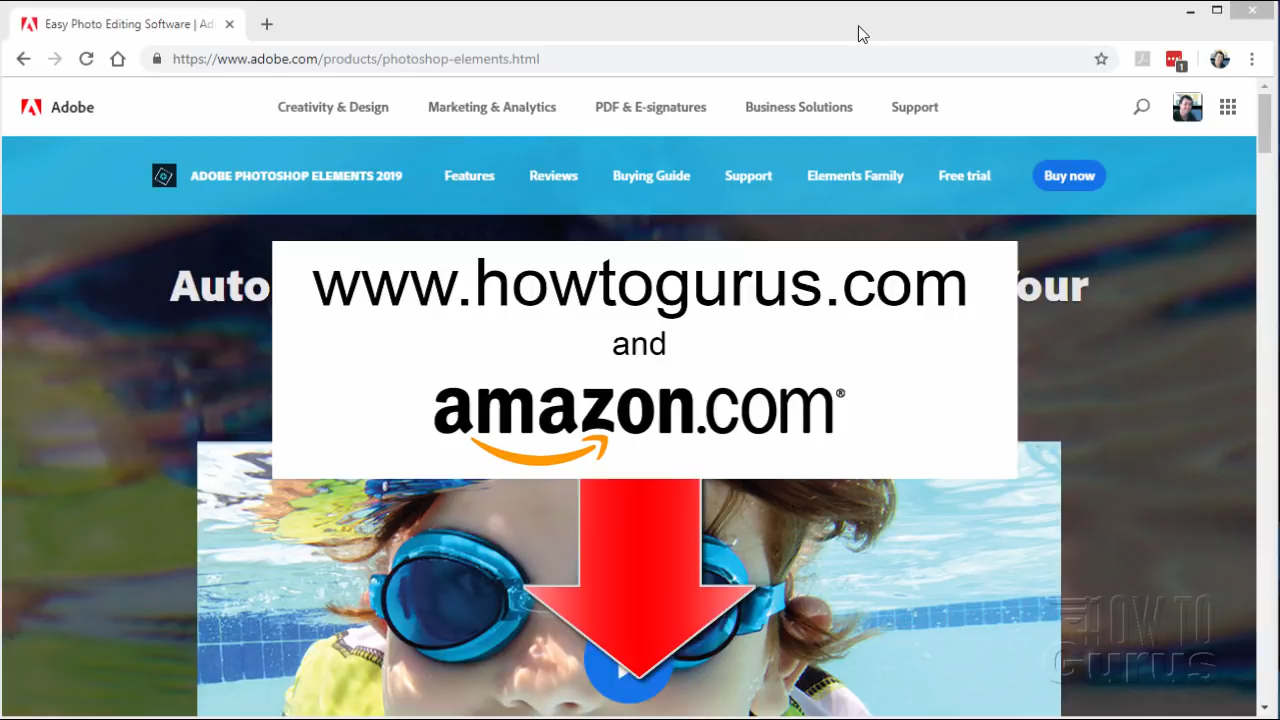 Easy Photo Editing Software | Ad
https://www.adobe.com/products/photoshop-elements.html
1
Adobe
Creativity & Design
Marketing & Analytics
PDF & E-signatures
Business Solutions
Support
ADOBE PHOTOSHOP ELEMENTS 2019
Features
Reviews
Buying Guide
Support
Elements Family
Free trial
Buy now
Auto
our
www.howtogurus.com
and
amazon.com®
HOW TO
GURUS